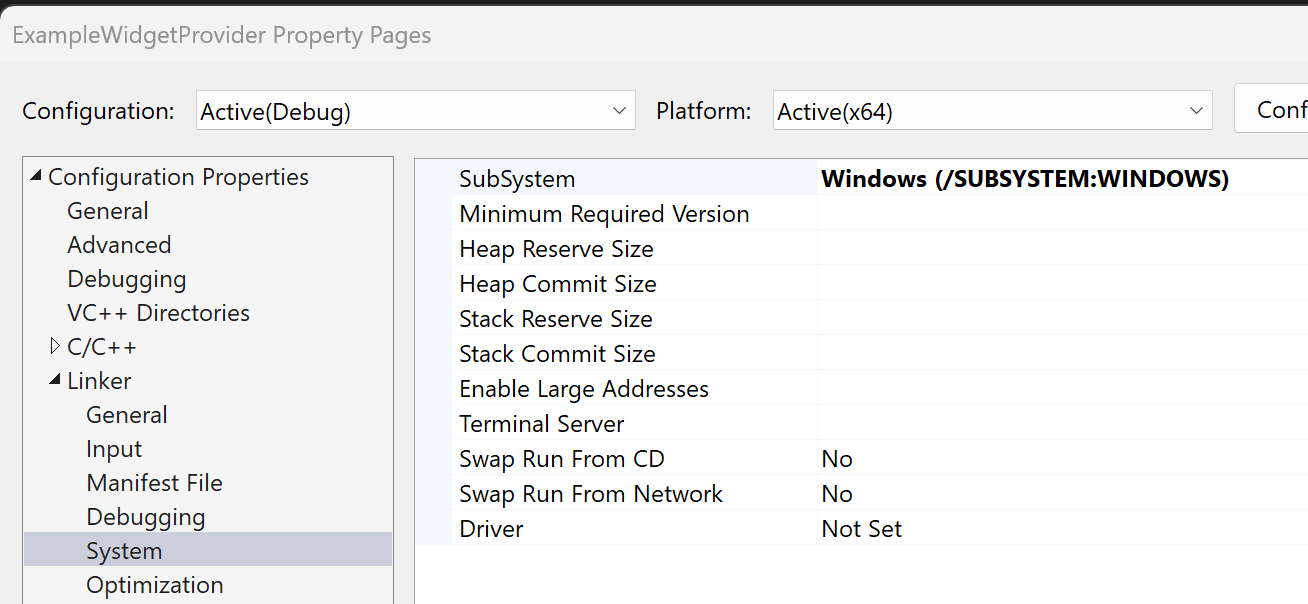 ExampleWidgetProvider Property Pages
Configuration: Active(Debug) Platform: Active(x64)
Configuration Properties
General
Advanced
Debugging
VC++ Directories
C/C++
Linker
General
Input
Manifest File
Debugging
System
Optimization
SubSystem Windows (/SUBSYSTEM:WINDOWS)
Minimum Required Version
Heap Reserve Size
Heap Commit Size
Stack Reserve Size
Stack Commit Size
Enable Large Addresses
Terminal Server
Swap Run From CD No
Swap Run From Network No
Driver Not Set